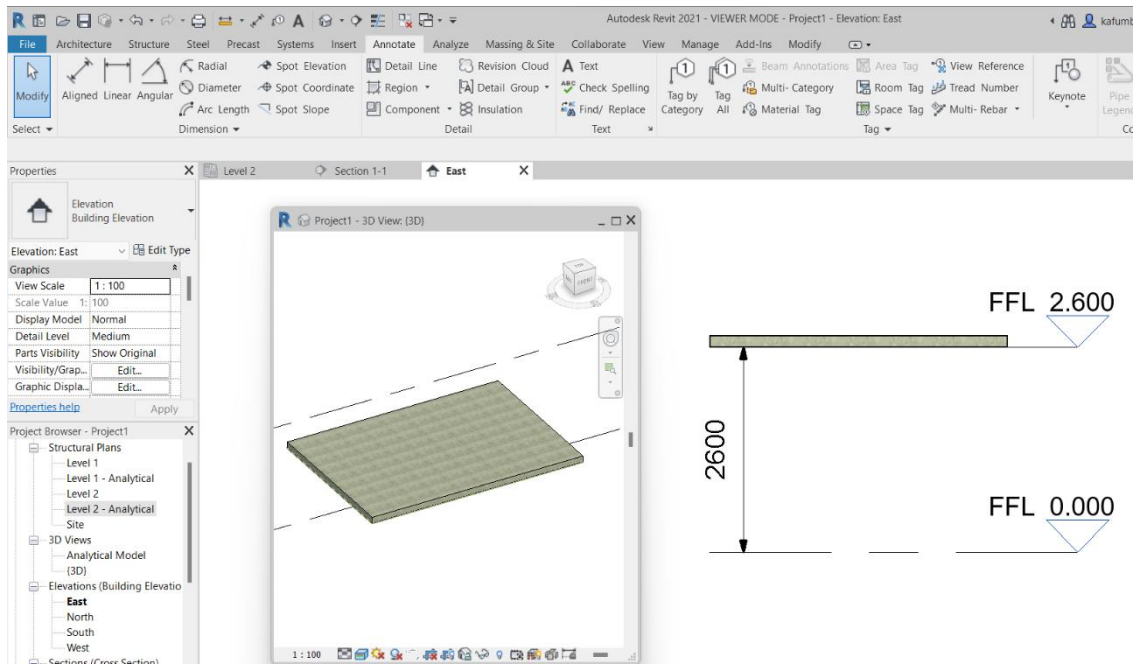 Autodesk Revit 2021 - VIEWER MODE - Project1 - Elevation: East
kafumb
File Architecture Structure Steel Precast Systems Insert Annotate Analyze Massing & Site Collaborate View Manage Add-Ins Modify
Modify
Aligned Linear Angular
Radial
Diameter
Arc Length
Spot Elevation
Spot Coordinate
Spot Slope
Detail Line
Region
Component
Revision Cloud
Detail Group
Insulation
A Text
ABC Check Spelling
Find/ Replace
Tag by Category
Tag All
Beam Annotations
Multi- Category
Material Tag
Area Tag
Room Tag
Space Tag
View Reference
Tread Number
Multi- Rebar
Keynote
Pipe Legend
Select Dimension Detail Text Tag Co
Properties
Level 2 Section 1-1 East
Elevation
Building Elevation
Elevation: East Edit Type
Graphics
View Scale 1 : 100
Scale Value 1: 100
Display Model Normal
Detail Level Medium
Parts Visibility Show Original
Visibility/Grap... Edit...
Graphic Displa... Edit...
Properties help Apply
Project Browser - Project1
Structural Plans
Level 1
Level 1 - Analytical
Level 2
Level 2 - Analytical
Site
3D Views
Analytical Model
{3D}
Elevations (Building Elevatio
East
North
South
West
Sections (Cross Section)
Project1 - 3D View: {3D}
TOP
FRONT
1 : 100
FFL 2.600
2600
FFL 0.000